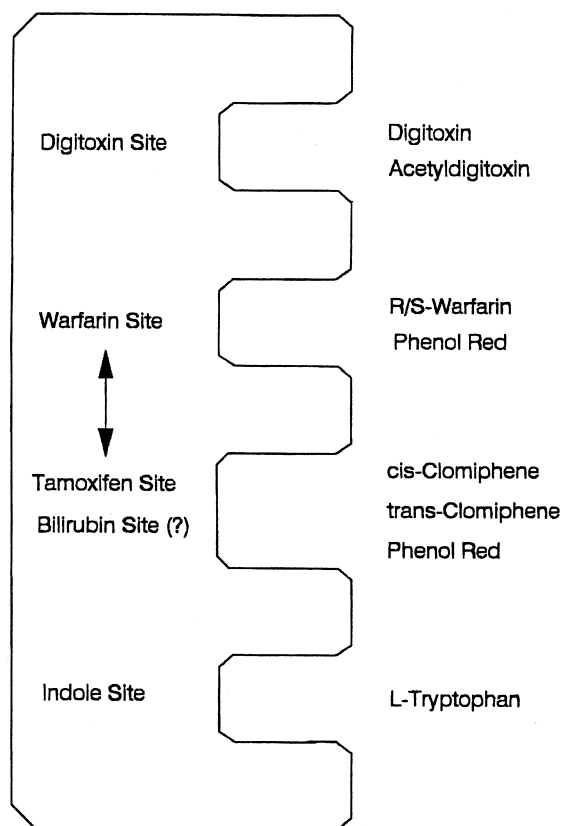 Digitoxin Site
Digitoxin
Acetyldigitoxin
Warfarin Site
R/S-Warfarin
Phenol Red
Tamoxifen Site
Bilirubin Site (?)
cis-Clomiphene
trans-Clomiphene
Phenol Red
Indole Site
L-Tryptophan